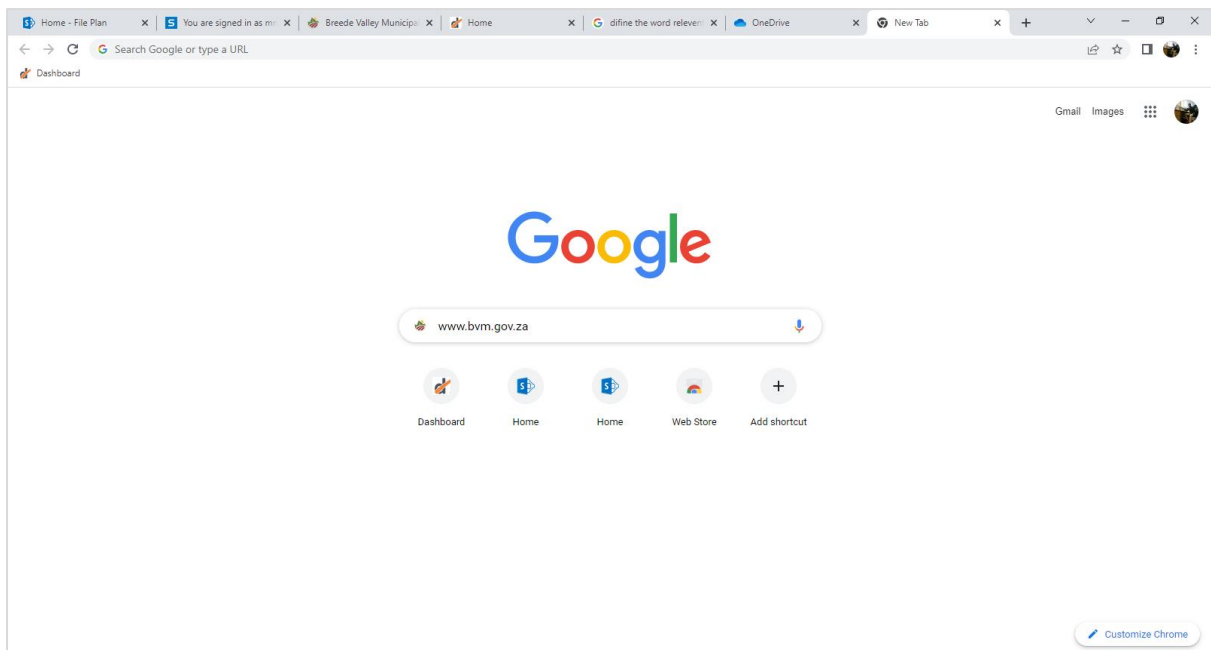 Home - File Plan
You are signed in as mr
Breede Valley Municipa
Home
difine the word relevent
OneDrive
New Tab
Search Google or type a URL
Dashboard
Gmail Images
Google
www.bvm.gov.za
Dashboard Home Home Web Store Add shortcut
Customize Chrome